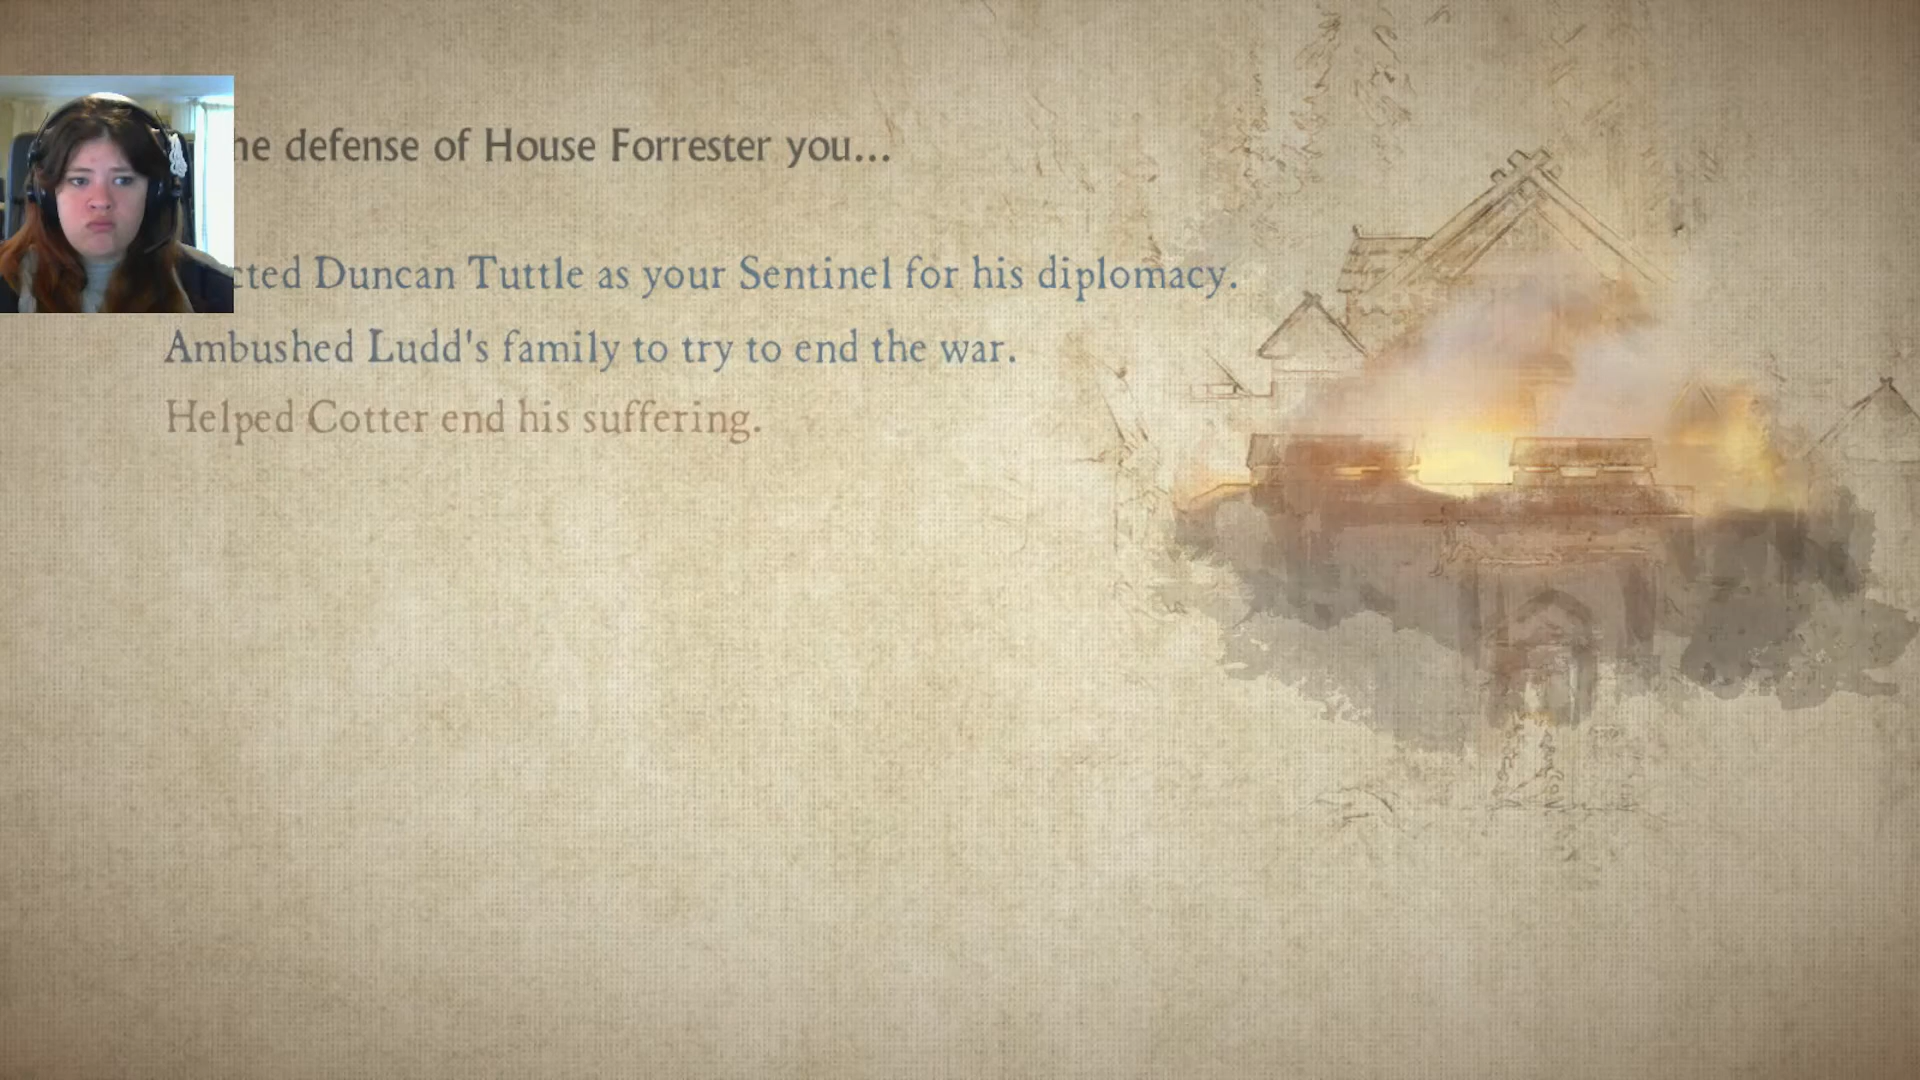 he defense of House Forrester you...
cted Duncan Tuttle as your Sentinel for his diplomacy.
Ambushed Ludd's family to try to end the war.
Helped Cotter end his suffering.